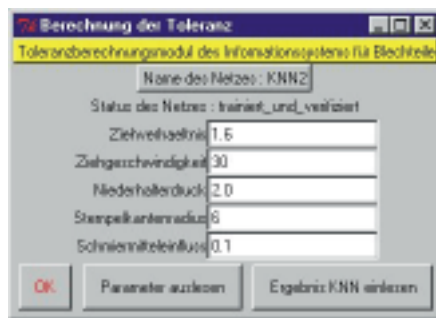 Berechnung der Toleranz
Toleranzberechnungsmodul des Informationssystems für Blechteile
Name des Netzes : KNN2
Status des Netzes : trainiert_und_verifiziert
Ziehverhaeltnis 1.6
Ziehgeschwindigkeit 30
Niederhalterdruck 2.0
Stempelkantenradius 6
Schmiermitteleinfluss 0.1
OK Parameter auslesen Ergebnis KNN einlesen